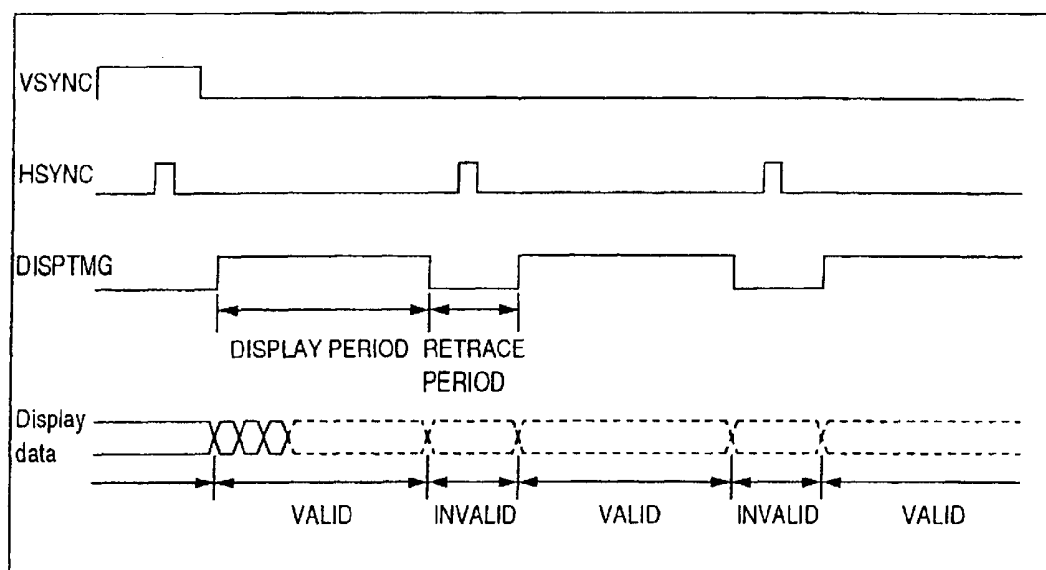 VSYNC
HSYNC
DISPTMG
DISPLAY PERIOD
RETRACE
PERIOD
Display
data
VALID
INVALID
VALID
INVALID
VALID